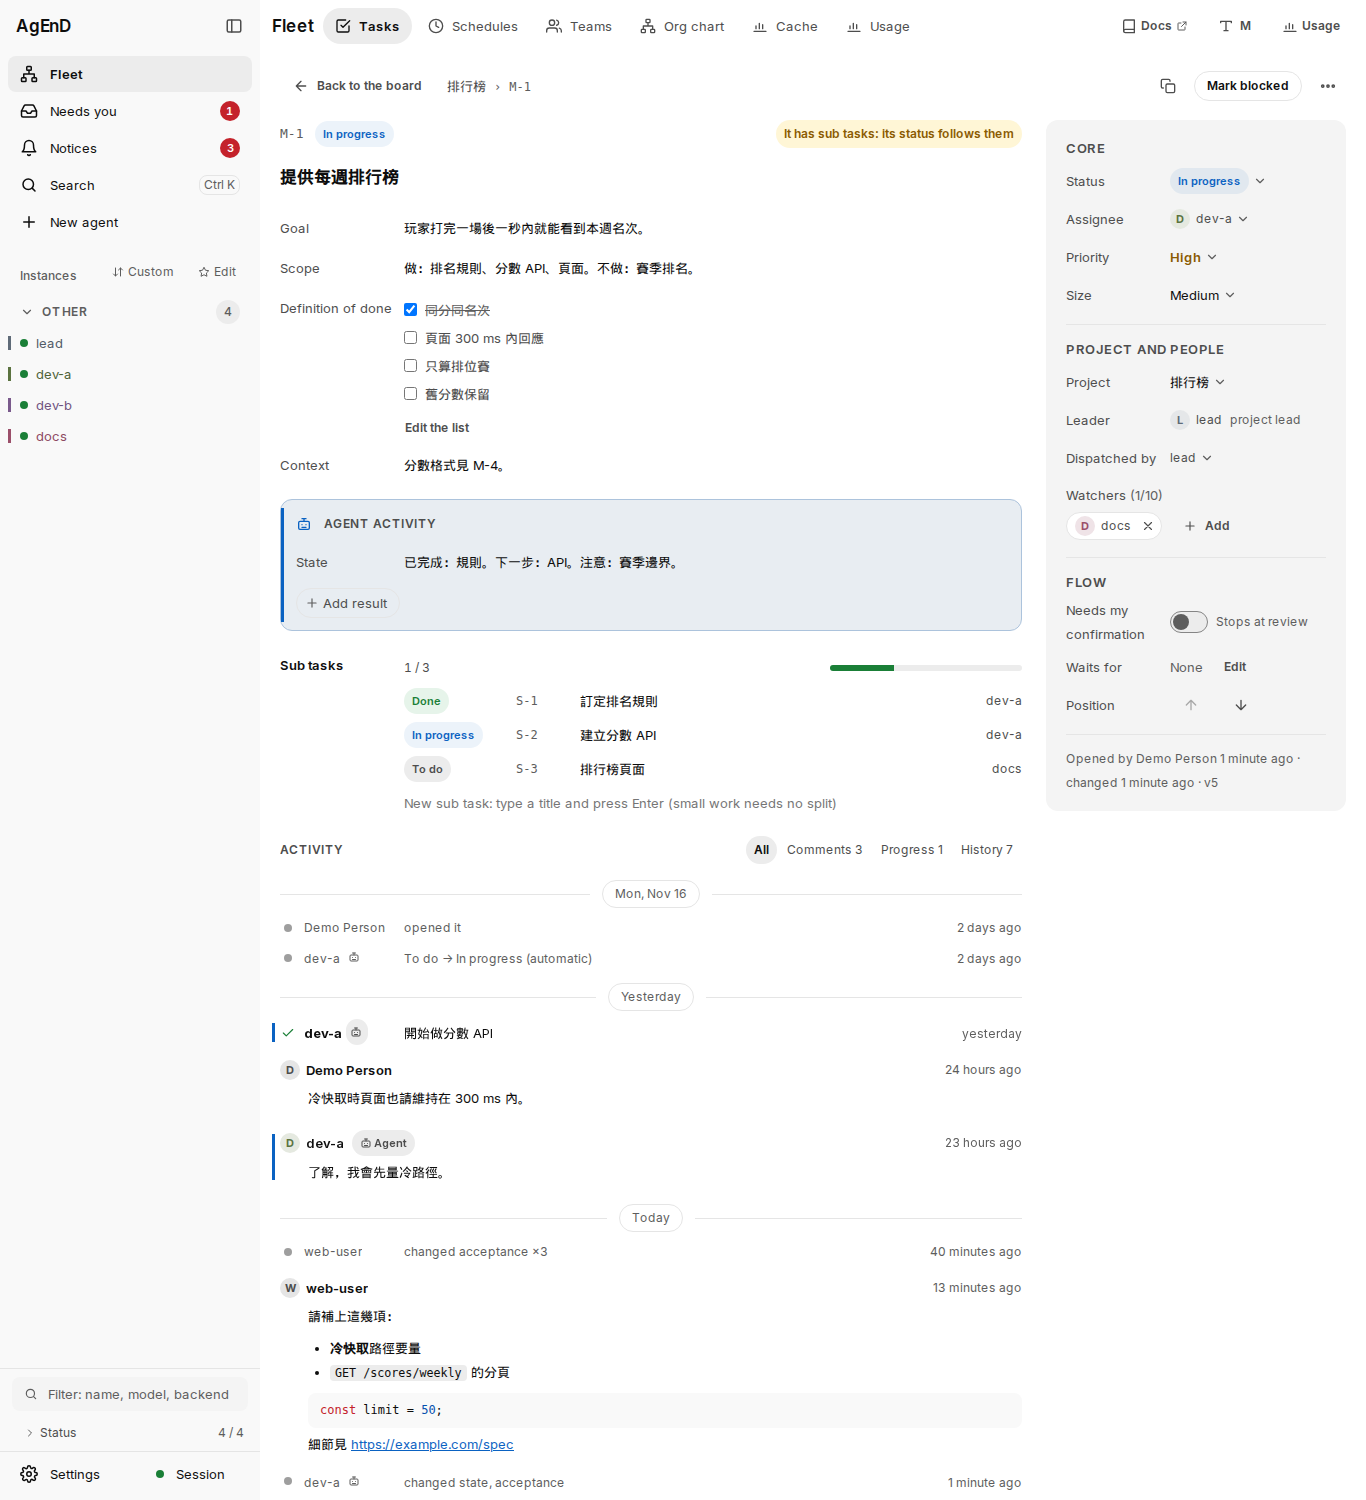 AgEnD
Fleet
Needs you 1
Notices 3
Search Ctrl K
New agent
Instances Custom Edit
OTHER 4
lead
dev-a
dev-b
docs
Filter: name, model, backend
Status 4 / 4
Settings Session
Fleet Tasks Schedules Teams Org chart Cache Usage Docs M Usage
Back to the board 排行榜 › M-1 Mark blocked
M-1 In progress It has sub tasks: its status follows them
提供每週排行榜
Goal 玩家打完一場後一秒內就能看到本週名次。
Scope 做：排名規則、分數 API、頁面。不做：賽季排名。
Definition of done 同分同名次
頁面 300 ms 內回應
只算排位賽
舊分數保留
Edit the list
Context 分數格式見 M-4。
AGENT ACTIVITY
State 已完成：規則。下一步：API。注意：賽季邊界。
Add result
Sub tasks 1 / 3
Done S-1 訂定排名規則 dev-a
In progress S-2 建立分數 API dev-a
To do S-3 排行榜頁面 docs
New sub task: type a title and press Enter (small work needs no split)
ACTIVITY All Comments 3 Progress 1 History 7
Mon, Nov 16
Demo Person opened it 2 days ago
dev-a To do → In progress (automatic) 2 days ago
Yesterday
dev-a 開始做分數 API yesterday
D Demo Person 24 hours ago
冷快取時頁面也請維持在 300 ms 內。
D dev-a Agent 23 hours ago
了解，我會先量冷路徑。
Today
web-user changed acceptance ×3 40 minutes ago
W web-user 13 minutes ago
請補上這幾項：
• 冷快取路徑要量
• GET /scores/weekly 的分頁
const limit = 50;
細節見 https://example.com/spec
dev-a changed state, acceptance 1 minute ago
CORE
Status In progress
Assignee D dev-a
Priority High
Size Medium
PROJECT AND PEOPLE
Project 排行榜
Leader L lead project lead
Dispatched by lead
Watchers (1/10)
D docs Add
FLOW
Needs my
confirmation Stops at review
Waits for None Edit
Position
Opened by Demo Person 1 minute ago ·
changed 1 minute ago · v5